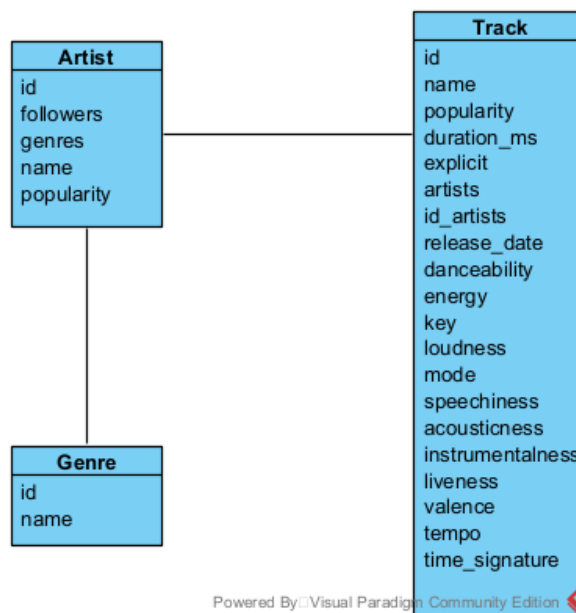 Artist
id
followers
genres
name
popularity
Track
id
name
popularity
duration_ms
explicit
artists
id_artists
release_date
danceability
energy
key
loudness
mode
speechiness
acousticness
instrumentalness
liveness
valence
tempo
time_signature
Genre
id
name
Powered By Visual Paradigm Community Edition